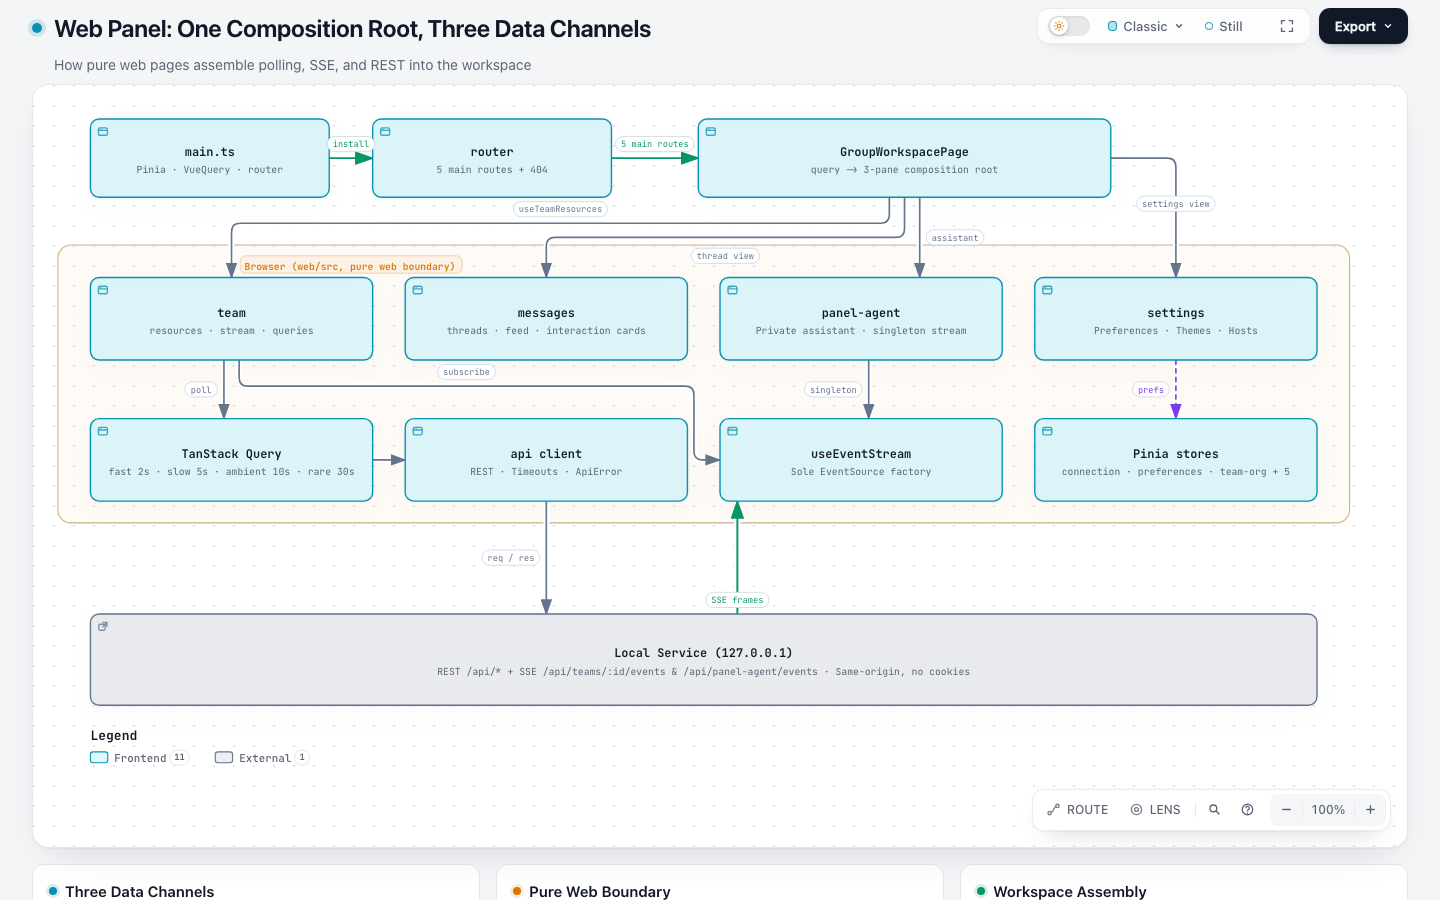 Web Panel: One Composition Root, Three Data Channels
Classic
Still
Export
How pure web pages assemble polling, SSE, and REST into the workspace
main.ts
Pinia · VueQuery · router
install
router
5 main routes + 404
5 main routes
GroupWorkspacePage
query → 3-pane composition root
settings view
useTeamResources
assistant
thread view
Browser (web/src, pure web boundary)
team
resources · stream · queries
messages
threads · feed · interaction cards
panel-agent
Private assistant · singleton stream
settings
Preferences · Themes · Hosts
subscribe
poll
singleton
prefs
TanStack Query
fast 2s · slow 5s · ambient 10s · rare 30s
api client
REST · Timeouts · ApiError
useEventStream
Sole EventSource factory
Pinia stores
connection · preferences · team-org + 5
req / res
SSE frames
Local Service (127.0.0.1)
REST /api/* + SSE /api/teams/:id/events & /api/panel-agent/events · Same-origin, no cookies
Legend
Frontend 11
External 1
ROUTE
LENS
− 100% +
Three Data Channels
Pure Web Boundary
Workspace Assembly